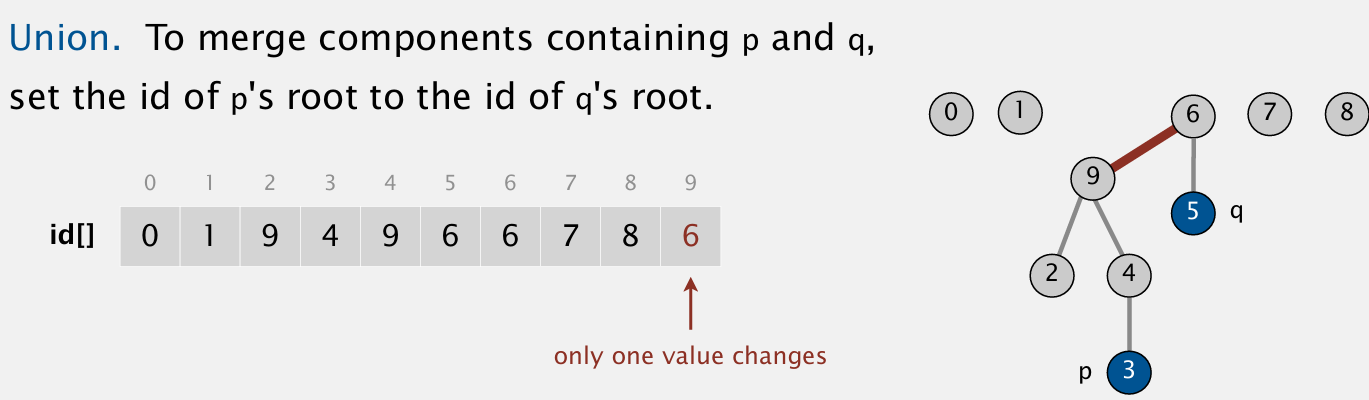 Union. To merge components containing p and q,
set the id of p's root to the id of q's root.
0 1 6 7 8
9
0 1 2 3 4 5 6 7 8 9
id[] 0 1 9 4 9 6 6 7 8 6
5 q
2 4
only one value changes
p 3